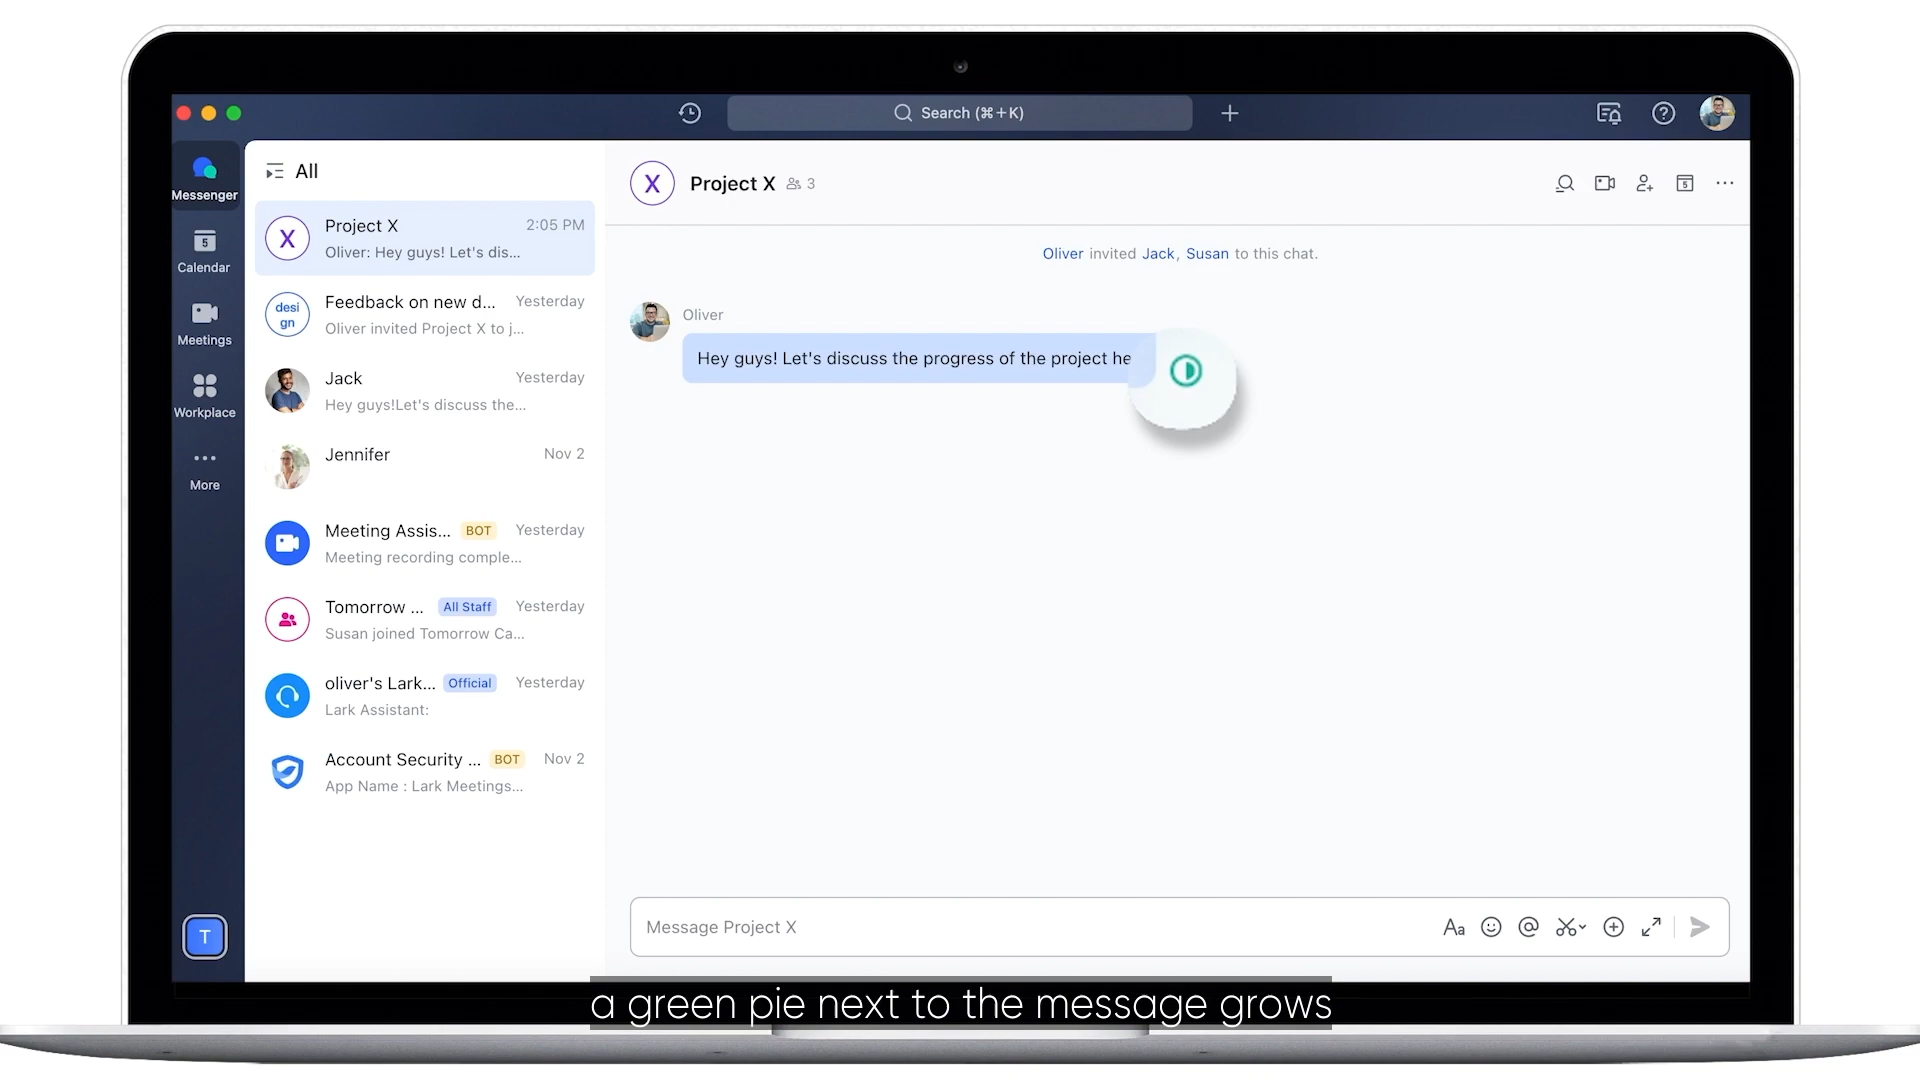 Search (⌘+K)
Messenger
5
Calendar
Meetings
Workplace
More
T
All
X
Project X
2:05 PM
Oliver: Hey guys! Let's dis...
desi
gn
Feedback on new d...
Yesterday
Oliver invited Project X to j...
Jack
Yesterday
Hey guys!Let's discuss the...
Jennifer
Nov 2
Meeting Assis...
BOT
Yesterday
Meeting recording comple...
Tomorrow ...
All Staff
Yesterday
Susan joined Tomorrow Ca...
oliver's Lark...
Official
Yesterday
Lark Assistant:
Account Security ...
BOT
Nov 2
App Name : Lark Meetings...
X
Project X
3
5
Oliver invited Jack, Susan to this chat.
Oliver
Hey guys! Let's discuss the progress of the project he
Message Project X
Aa
a green pie next to the message grows